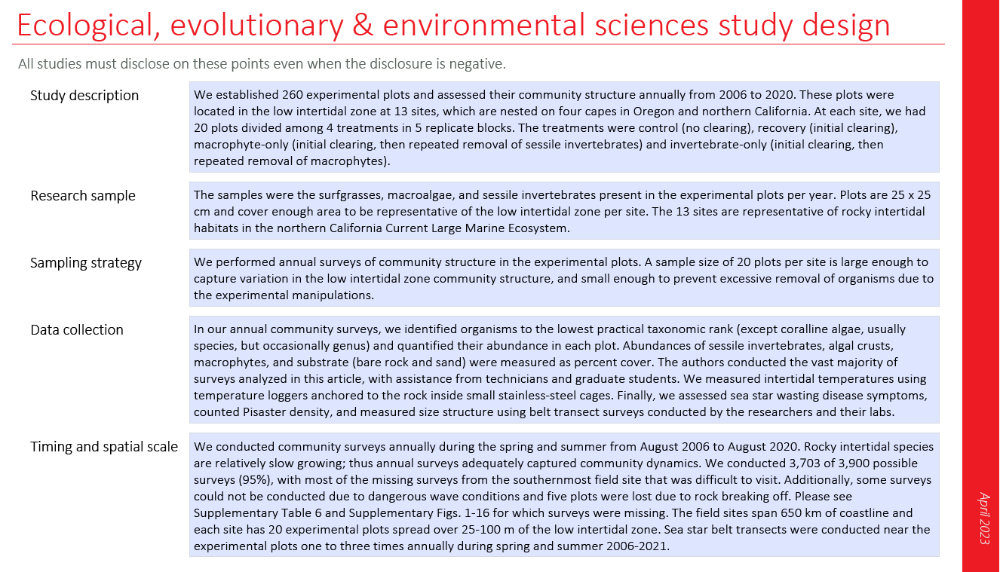 Ecological, evolutionary & environmental sciences study design
All studies must disclose on these points even when the disclosure is negative.
Study description
We established 260 experimental plots and assessed their community structure annually from 2006 to 2020. These plots were
located in the low intertidal zone at 13 sites, which are nested on four capes in Oregon and northern California. At each site, we had
20 plots divided among 4 treatments in 5 replicate blocks. The treatments were control (no clearing), recovery (initial clearing),
macrophyte-only (initial clearing, then repeated removal of sessile invertebrates) and invertebrate-only (initial clearing, then
repeated removal of macrophytes).
Research sample
The samples were the surfgrasses, macroalgae, and sessile invertebrates present in the experimental plots per year. Plots are 25 x 25
cm and cover enough area to be representative of the low intertidal zone per site. The 13 sites are representative of rocky intertidal
habitats in the northern California Current Large Marine Ecosystem.
Sampling strategy
We performed annual surveys of community structure in the experimental plots. A sample size of 20 plots per site is large enough to
capture variation in the low intertidal zone community structure, and small enough to prevent excessive removal of organisms due to
the experimental manipulations.
Data collection
In our annual community surveys, we identified organisms to the lowest practical taxonomic rank (except coralline algae, usually
species, but occasionally genus) and quantified their abundance in each plot. Abundances of sessile invertebrates, algal crusts,
macrophytes, and substrate (bare rock and sand) were measured as percent cover. The authors conducted the vast majority of
surveys analyzed in this article, with assistance from technicians and graduate students. We measured intertidal temperatures using
temperature loggers anchored to the rock inside small stainless-steel cages. Finally, we assessed sea star wasting disease symptoms,
counted Pisaster density, and measured size structure using belt transect surveys conducted by the researchers and their labs.
Timing and spatial scale
We conducted community surveys annually during the spring and summer from August 2006 to August 2020. Rocky intertidal species
are relatively slow growing; thus annual surveys adequately captured community dynamics. We conducted 3,703 of 3,900 possible
surveys (95%), with most of the missing surveys from the southernmost field site that was difficult to visit. Additionally, some surveys
could not be conducted due to dangerous wave conditions and five plots were lost due to rock breaking off. Please see
Supplementary Table 6 and Supplementary Figs. 1-16 for which surveys were missing. The field sites span 650 km of coastline and
each site has 20 experimental plots spread over 25-100 m of the low intertidal zone. Sea star belt transects were conducted near the
experimental plots one to three times annually during spring and summer 2006-2021.
April 2023